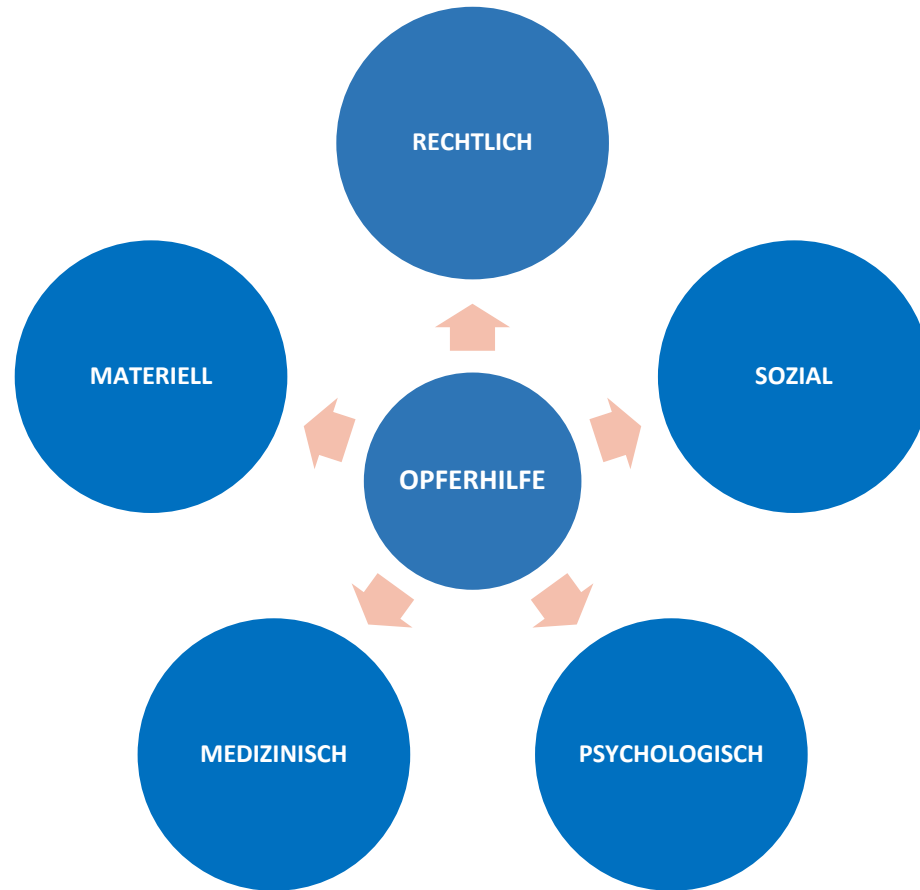 RECHTLICH
MATERIELL
SOZIAL
OPFERHILFE
MEDIZINISCH
PSYCHOLOGISCH